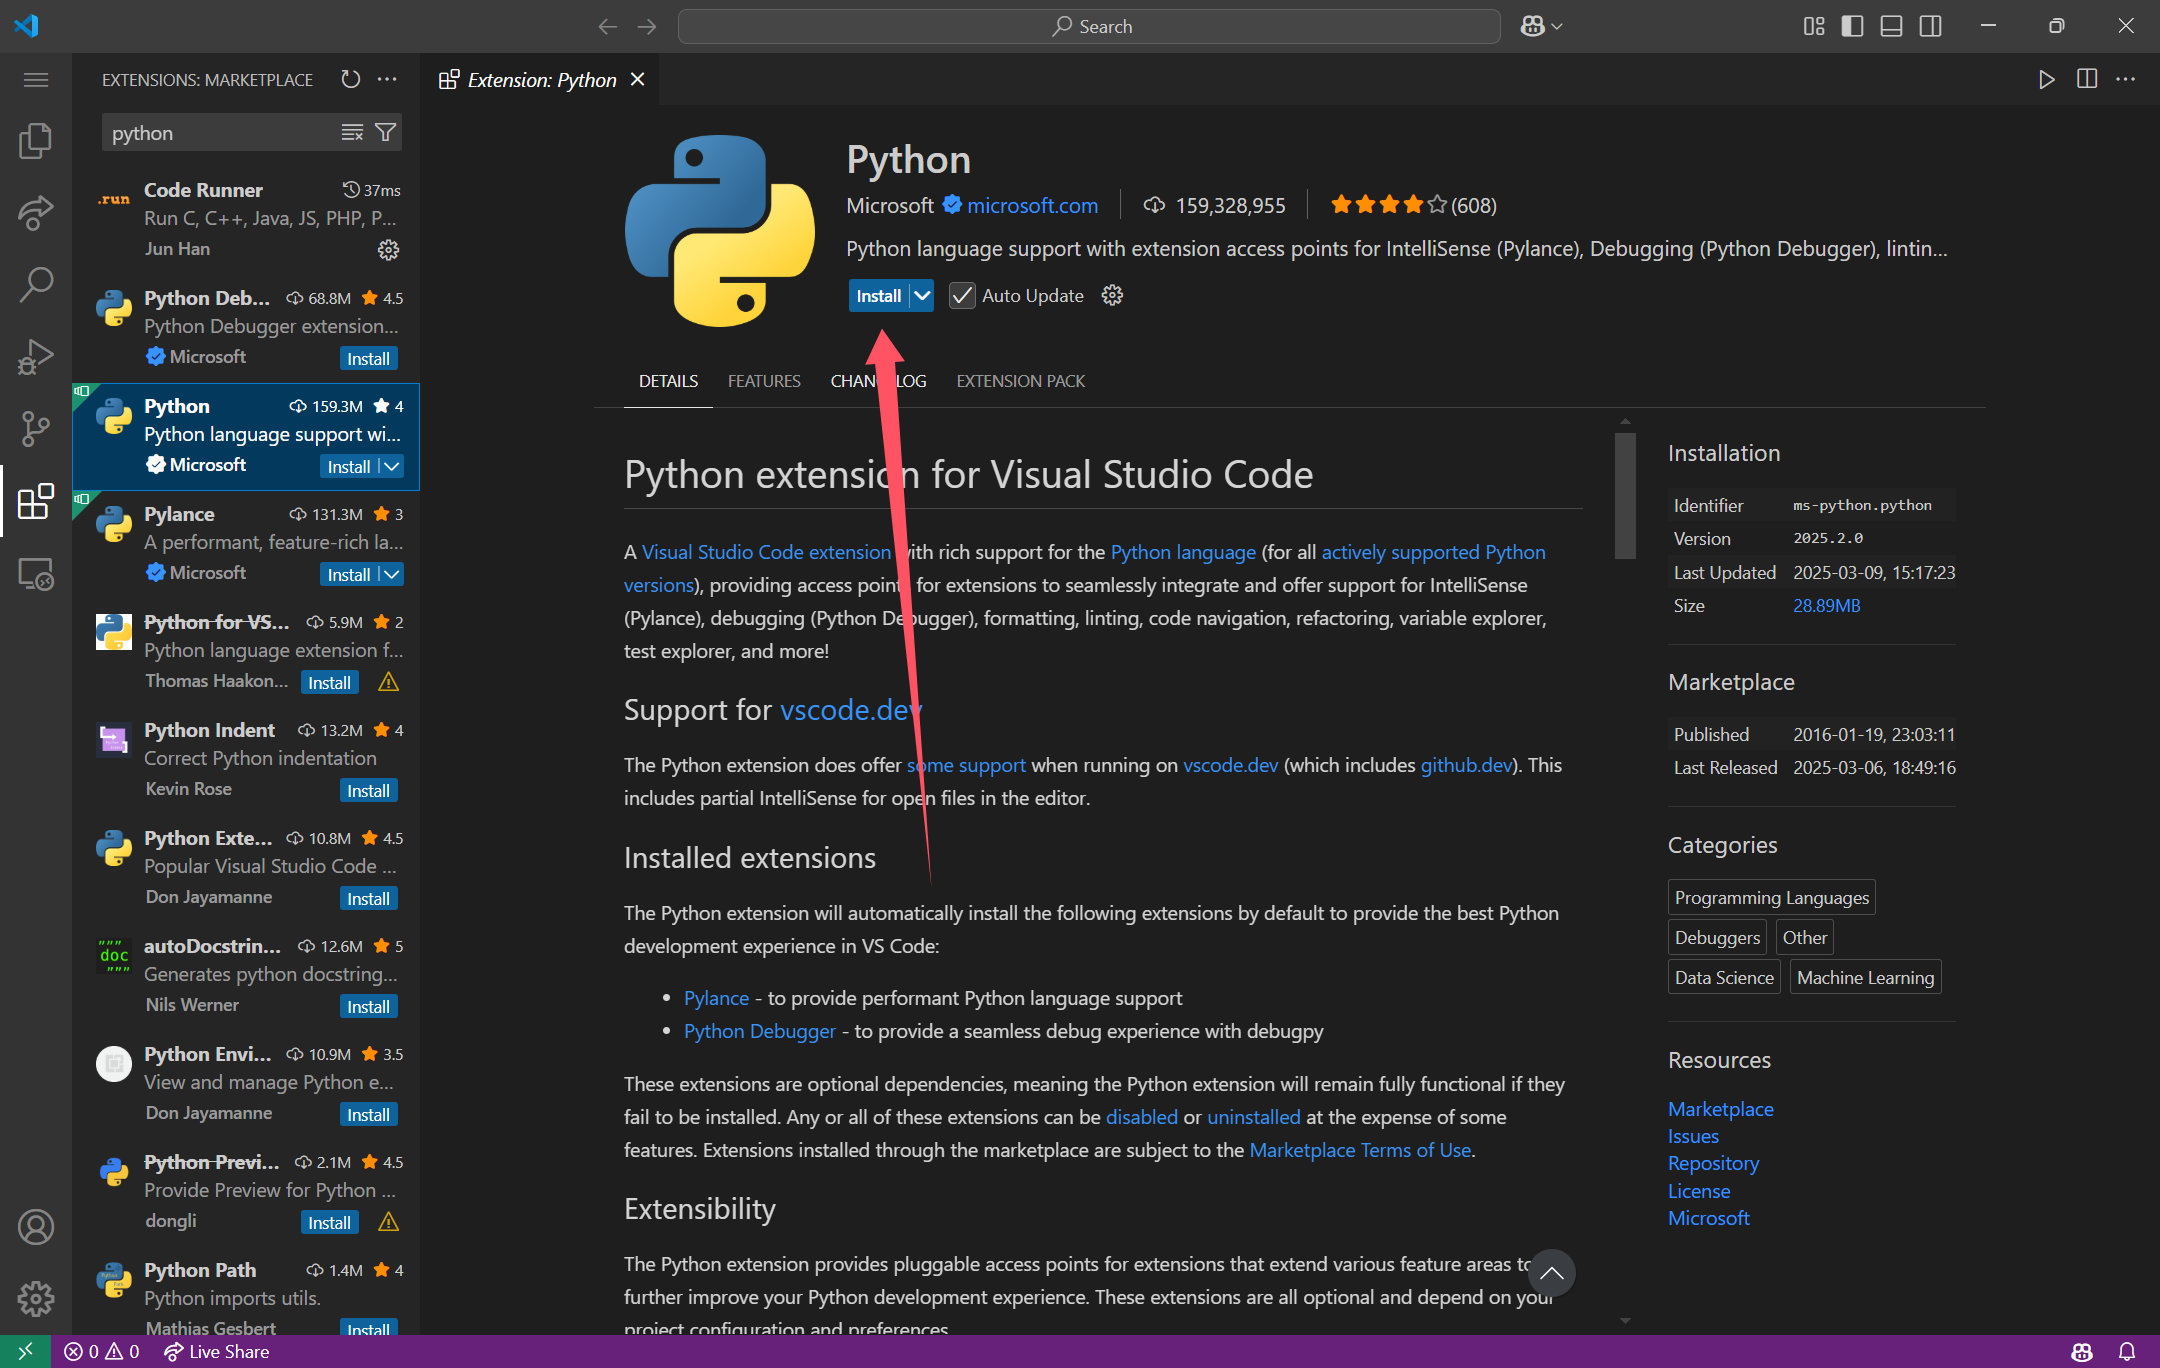 Search
EXTENSIONS: MARKETPLACE
Extension: Python
python
.run
Code Runner 37ms
Run C, C++, Java, JS, PHP, P...
Jun Han
Python Deb... 68.8M 4.5
Python Debugger extension...
Microsoft Install
Python 159.3M 4
Python language support wi...
Microsoft Install
Pylance 131.3M 3
A performant, feature-rich la...
Microsoft Install
Python for VS... 5.9M 2
Python language extension f...
Thomas Haakon... Install
Python Indent 13.2M 4
Correct Python indentation
Kevin Rose Install
Python Exte... 10.8M 4.5
Popular Visual Studio Code ...
Don Jayamanne Install
"""
doc
"""
autoDocstrin... 12.6M 5
Generates python docstring...
Nils Werner Install
Python Envi... 10.9M 3.5
View and manage Python e...
Don Jayamanne Install
Python Previ... 2.1M 4.5
Provide Preview for Python ...
dongli Install
Python Path 1.4M 4
Python imports utils.
Mathias Gesbert Install
Python
Microsoft microsoft.com 159,328,955 (608)
Python language support with extension access points for IntelliSense (Pylance), Debugging (Python Debugger), lintin...
Install Auto Update
DETAILS FEATURES CHANGELOG EXTENSION PACK
Python extension for Visual Studio Code
A Visual Studio Code extension with rich support for the Python language (for all actively supported Python
versions), providing access points for extensions to seamlessly integrate and offer support for IntelliSense
(Pylance), debugging (Python Debugger), formatting, linting, code navigation, refactoring, variable explorer,
test explorer, and more!
Support for vscode.dev
The Python extension does offer some support when running on vscode.dev (which includes github.dev). This
includes partial IntelliSense for open files in the editor.
Installed extensions
The Python extension will automatically install the following extensions by default to provide the best Python
development experience in VS Code:
• Pylance - to provide performant Python language support
• Python Debugger - to provide a seamless debug experience with debugpy
These extensions are optional dependencies, meaning the Python extension will remain fully functional if they
fail to be installed. Any or all of these extensions can be disabled or uninstalled at the expense of some
features. Extensions installed through the marketplace are subject to the Marketplace Terms of Use.
Extensibility
The Python extension provides pluggable access points for extensions that extend various feature areas to
further improve your Python development experience. These extensions are all optional and depend on your
project configuration and preferences.
Installation
Identifier ms-python.python
Version 2025.2.0
Last Updated 2025-03-09, 15:17:23
Size 28.89MB
Marketplace
Published 2016-01-19, 23:03:11
Last Released 2025-03-06, 18:49:16
Categories
Programming Languages
Debuggers Other
Data Science Machine Learning
Resources
Marketplace
Issues
Repository
License
Microsoft
0 0 Live Share